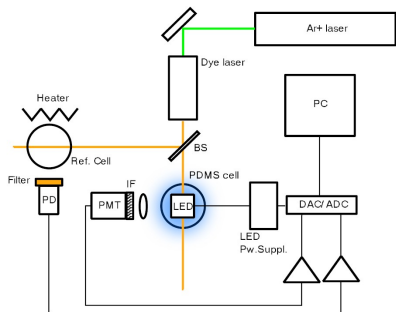 Ar+ laser
Dye laser
Heater
PC
BS
Ref. Cell
PDMS cell
Filter
IF
PD
PMT
LED
DAC/ADC
LED
Pw.Suppl.